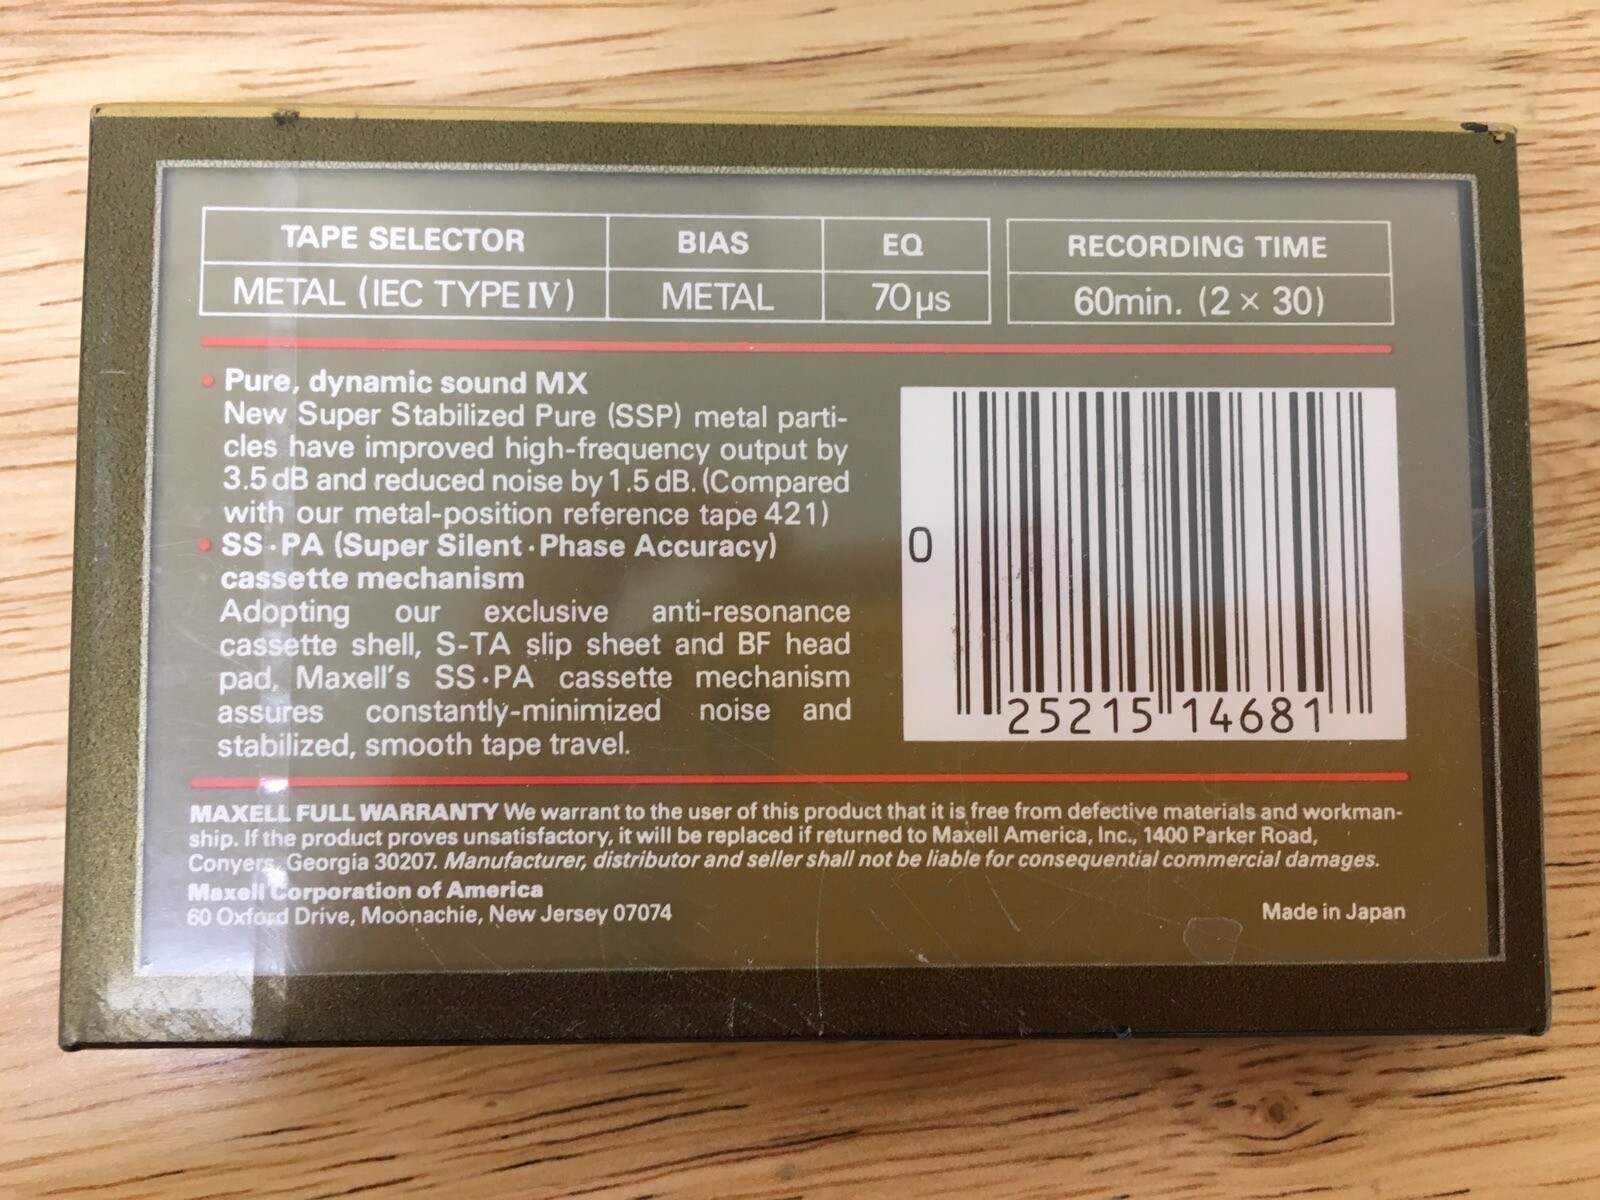 TAPE SELECTOR BIAS EQ RECORDING TIME
METAL (IEC TYPE IV) METAL 70µs 60min. (2 × 30)
• Pure, dynamic sound MX
New Super Stabilized Pure (SSP) metal parti-
cles have improved high-frequency output by
3.5 dB and reduced noise by 1.5 dB. (Compared
with our metal-position reference tape 421)
• SS·PA (Super Silent·Phase Accuracy)
cassette mechanism
Adopting our exclusive anti-resonance
cassette shell, S-TA slip sheet and BF head
pad, Maxell's SS·PA cassette mechanism
assures constantly-minimized noise and
stabilized, smooth tape travel.
0
25215 14681
MAXELL FULL WARRANTY We warrant to the user of this product that it is free from defective materials and workman-
ship. If the product proves unsatisfactory, it will be replaced if returned to Maxell America, Inc., 1400 Parker Road,
Conyers, Georgia 30207. Manufacturer, distributor and seller shall not be liable for consequential commercial damages.
Maxell Corporation of America
60 Oxford Drive, Moonachie, New Jersey 07074
Made in Japan